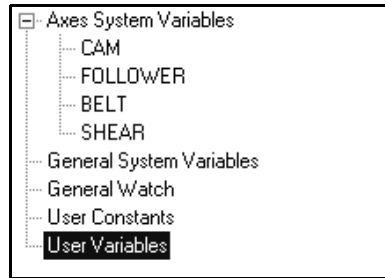 Axes System Variables
CAM
FOLLOWER
BELT
SHEAR
General System Variables
General Watch
User Constants
User Variables